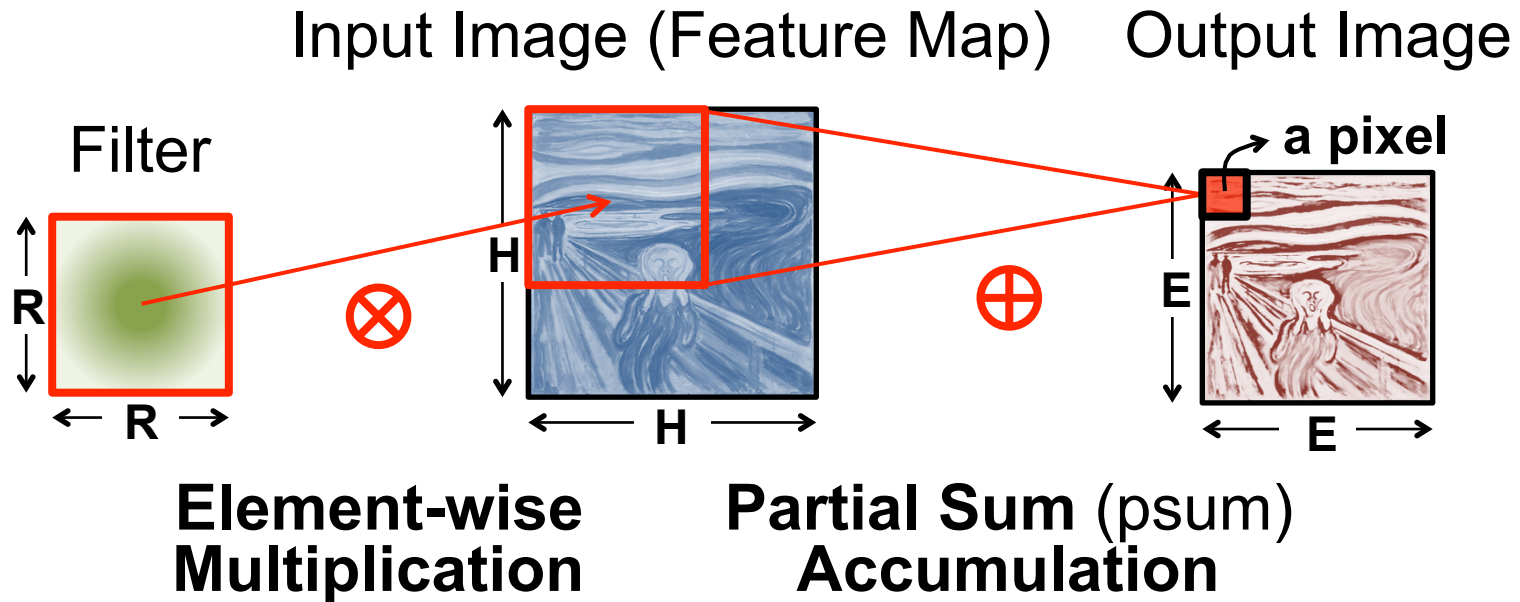 Input Image (Feature Map)
Output Image
Filter
a pixel
R
R
H
H
E
E
Element-wise
Multiplication
Partial Sum (psum)
Accumulation